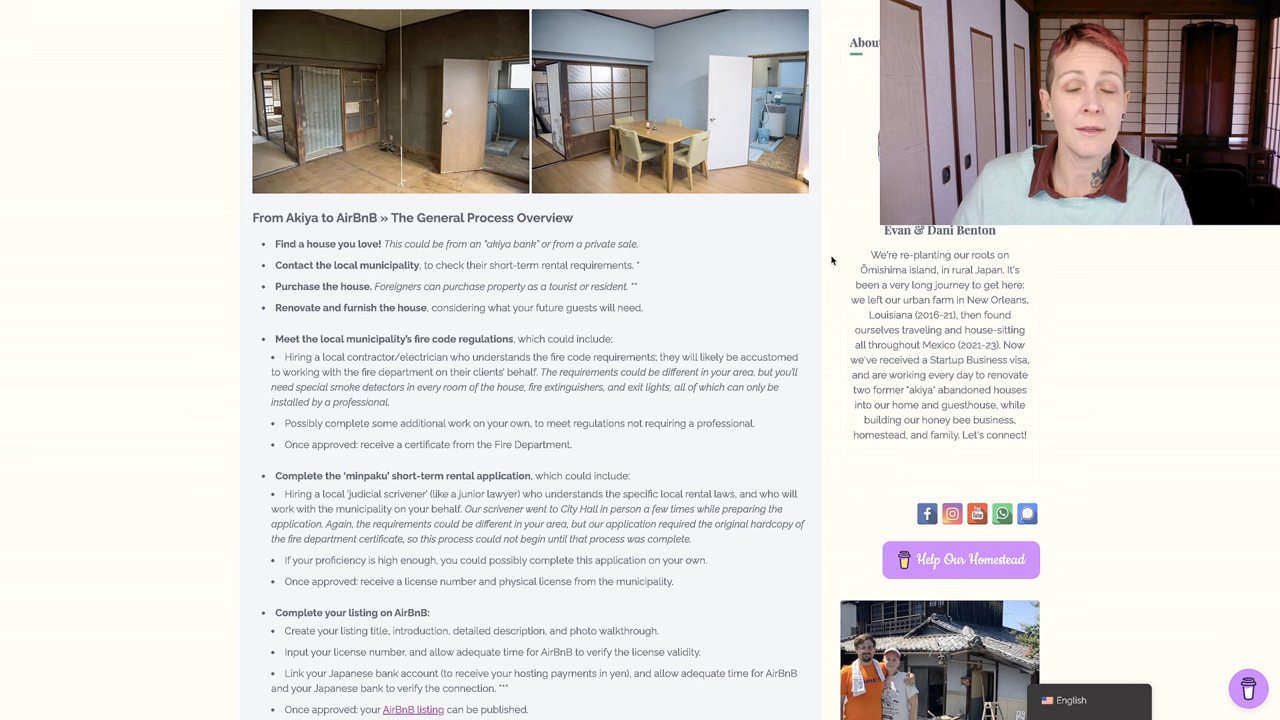 From Akiya to AirBnB » The General Process Overview
• Find a house you love! This could be from an "akiya bank" or from a private sale.
• Contact the local municipality, to check their short-term rental requirements. *
• Purchase the house. Foreigners can purchase property as a tourist or resident. **
• Renovate and furnish the house, considering what your future guests will need.
• Meet the local municipality's fire code regulations, which could include:
• Hiring a local contractor/electrician who understands the fire code requirements; they will likely be accustomed
to working with the fire department on their clients' behalf. The requirements could be different in your area, but you'll
need special smoke detectors in every room of the house, fire extinguishers, and exit lights, all of which can only be
installed by a professional.
• Possibly complete some additional work on your own, to meet regulations not requiring a professional.
• Once approved: receive a certificate from the Fire Department.
• Complete the 'minpaku' short-term rental application, which could include:
• Hiring a local 'judicial scrivener' (like a junior lawyer) who understands the specific local rental laws, and who will
work with the municipality on your behalf. Our scrivener went to City Hall in person a few times while preparing the
application. Again, the requirements could be different in your area, but our application required the original hardcopy of
the fire department certificate, so this process could not begin until that process was complete.
• If your proficiency is high enough, you could possibly complete this application on your own.
• Once approved: receive a license number and physical license from the municipality.
• Complete your listing on AirBnB:
• Create your listing title, introduction, detailed description, and photo walkthrough.
• Input your license number, and allow adequate time for AirBnB to verify the license validity.
• Link your Japanese bank account (to receive your hosting payments in yen), and allow adequate time for AirBnB
and your Japanese bank to verify the connection. ***
• Once approved: your AirBnB listing can be published.
Abou
Evan & Dani Benton
We're re-planting our roots on
Ōmishima island, in rural Japan. It's
been a very long journey to get here:
we left our urban farm in New Orleans,
Louisiana (2016-21), then found
ourselves traveling and house-sitting
all throughout Mexico (2021-23). Now
we've received a Startup Business visa,
and are working every day to renovate
two former "akiya" abandoned houses
into our home and guesthouse, while
building our honey bee business,
homestead, and family. Let's connect!
You
Tube
Help Our Homestead
English